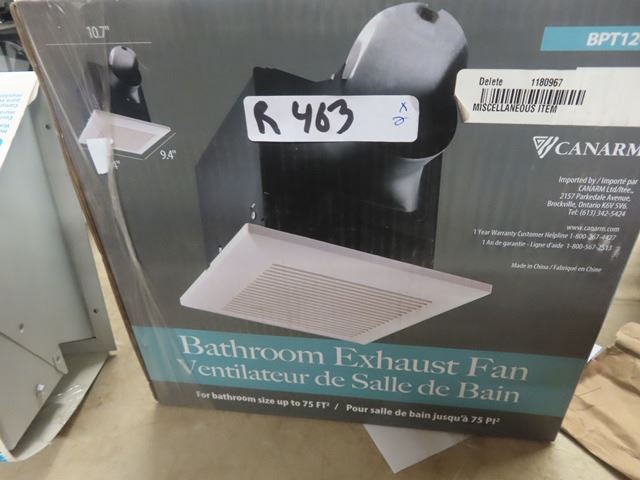 10.7"
9.4"
BPT12
Delete 1180967
MISCELLANEOUS ITEM
R 463 x 2
CANARM
Imported by / Importé par
CANARM Ltd/ltée.,
2157 Parkedale Avenue,
Brockville, Ontario K6V 5V6.
Tel: (613) 342-5424
www.canarm.com
1 Year Warranty Customer Helpline 1-800-267-4427
1 An de garantie - Ligne d'aide 1-800-567-2513
Made in China / Fabriqué en Chine
Bathroom Exhaust Fan
Ventilateur de Salle de Bain
For bathroom size up to 75 FT² / Pour salle de bain jusqu'à 75 PI²